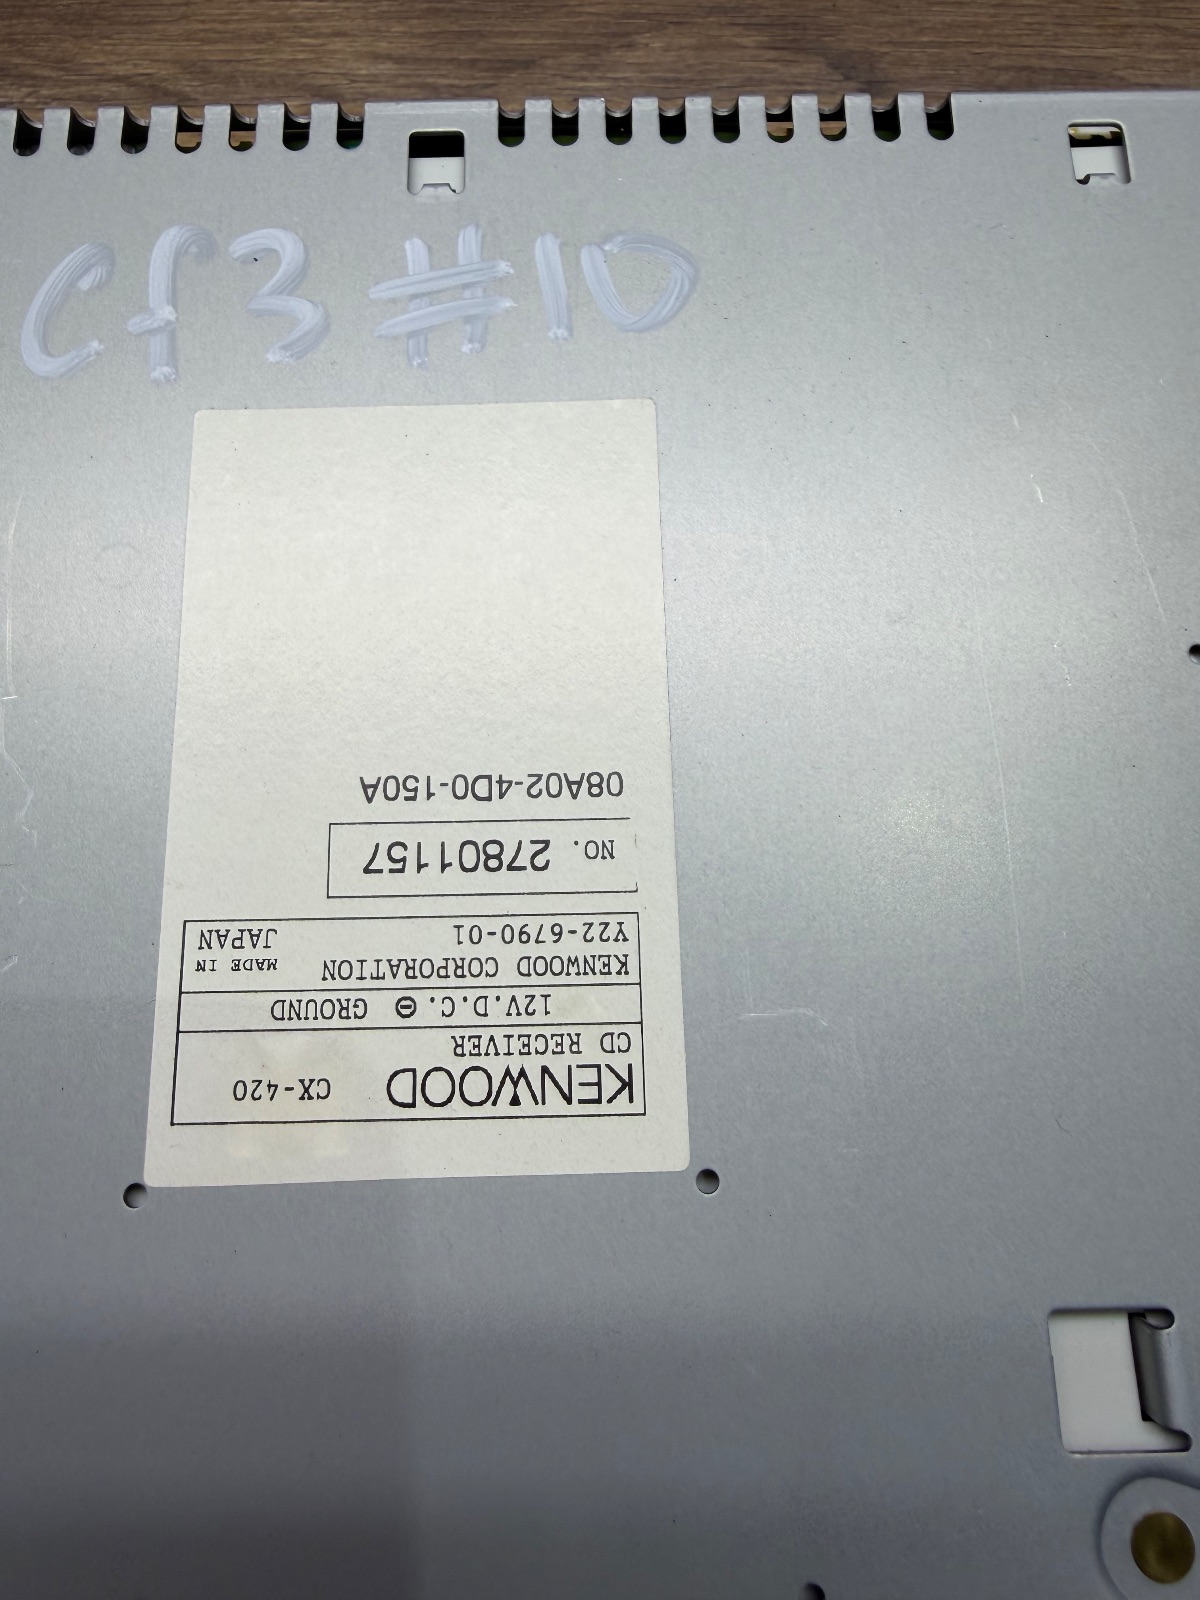 Cf3 #10
KENWOOD CX-420
CD RECEIVER
12V.D.C. ⊖ GROUND
KENWOOD CORPORATION MADE IN
Y22-6790-01 JAPAN
NO. 27801157
08A02-4D0-150A